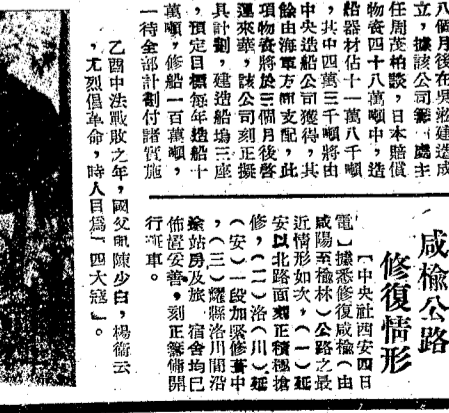 八個月後在吳淞建造成
立，據該公司籌備處主
任周茂柏談，日本賠償
物資四十八萬噸中，造
船器材佔十一萬八千噸
，其中四萬三千噸將由
中央造船公司獲得，其
餘由海軍方面支配，此
項物資將於三個月後啓
運來華，該公司刻正擬
具計劃，建造船塢三座
，預定目標每年造船十
萬噸，修船一百萬噸，
一待全部計劃付諸實施
乙酉中法戰敗之年，國父與陳少白，楊衢云
，尤烈倡革命，時人目爲「四大寇」。
咸榆公路
修復情形
【中央社西安四日
電】據悉修復咸榆（由
咸陽至榆林）公路之最
近情形如次，（一）延
安以北路面刻正積極搶
修，（二）洛（川）延
（安）一段加緊修養中
，（三）耀縣洛川間沿
途站房及旅宿舍均已
佈置妥善，刻正籌備開
行班車。